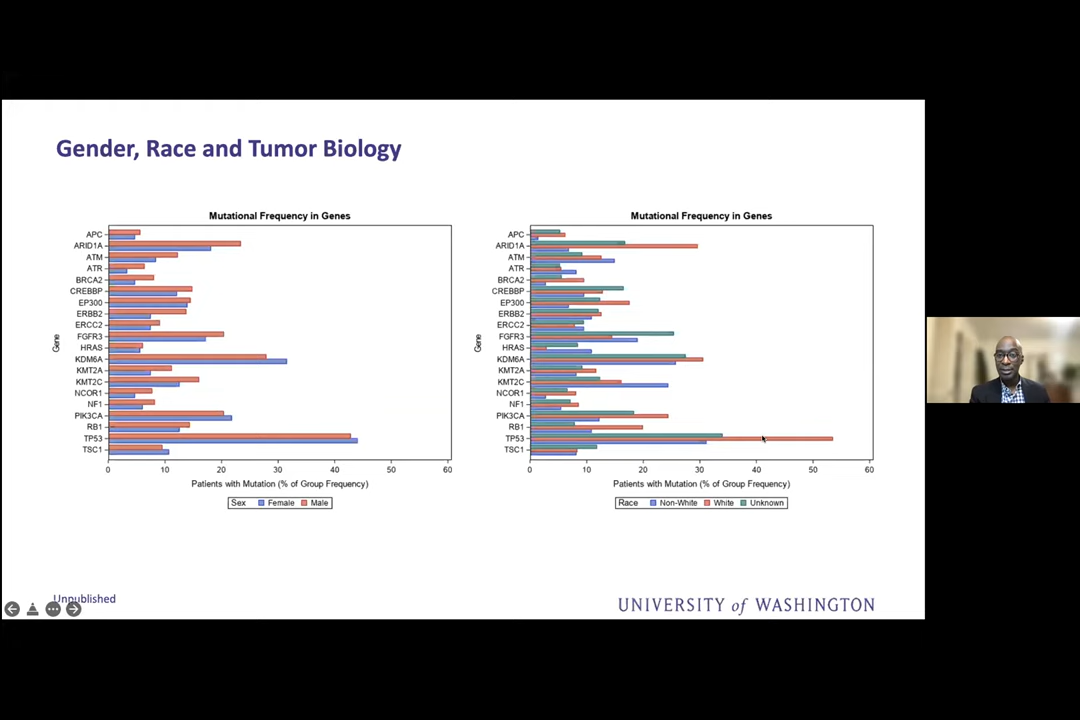 Gender, Race and Tumor Biology
Mutational Frequency in Genes
Gene
APC
ARID1A
ATM
ATR
BRCA2
CREBBP
EP300
ERBB2
ERCC2
FGFR3
HRAS
KDM6A
KMT2A
KMT2C
NCOR1
NF1
PIK3CA
RB1
TP53
TSC1
0 10 20 30 40 50 60
Patients with Mutation (% of Group Frequency)
Sex Female Male
Mutational Frequency in Genes
Gene
APC
ARID1A
ATM
ATR
BRCA2
CREBBP
EP300
ERBB2
ERCC2
FGFR3
HRAS
KDM6A
KMT2A
KMT2C
NCOR1
NF1
PIK3CA
RB1
TP53
TSC1
0 10 20 30 40 50 60
Patients with Mutation (% of Group Frequency)
Race Non-White White Unknown
Unpublished
UNIVERSITY of WASHINGTON